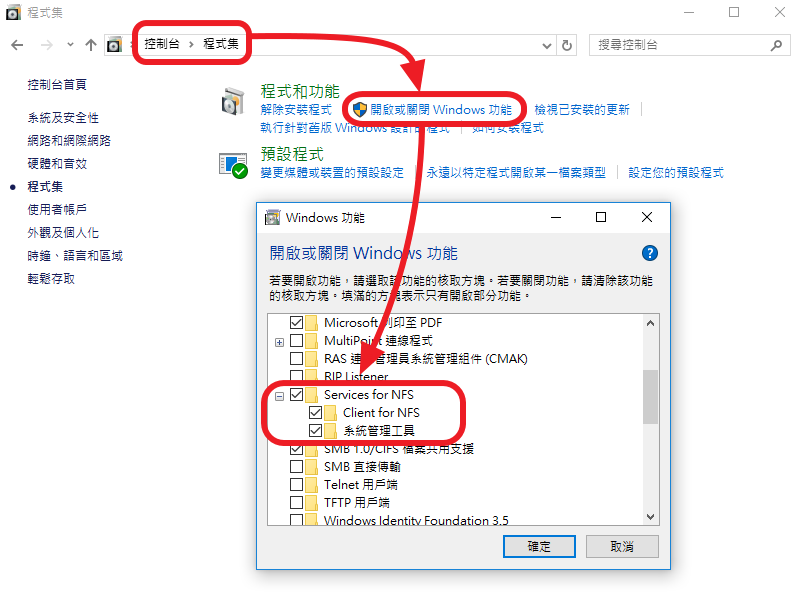 程式集
控制台 › 程式集
搜尋控制台
控制台首頁
系統及安全性
網路和網際網路
硬體和音效
程式集
使用者帳戶
外觀及個人化
時鐘、語言和區域
輕鬆存取
程式和功能
解除安裝程式 開啟或關閉 Windows 功能 檢視已安裝的更新
執行針對舊版 Windows 設計的程式 如何安裝程式
預設程式
變更媒體或裝置的預設設定 永遠以特定程式開啟某一檔案類型 設定您的預設程式
Windows 功能
開啟或關閉 Windows 功能
若要開啟功能，請選取該功能的核取方塊。若要關閉功能，請清除該功能
的核取方塊。填滿的方塊表示只有開啟部分功能。
Microsoft 列印至 PDF
MultiPoint 連線程式
RAS 連線管理員系統管理組件 (CMAK)
RIP Listener
Services for NFS
Client for NFS
系統管理工具
SMB 1.0/CIFS 檔案共用支援
SMB 直接傳輸
Telnet 用戶端
TFTP 用戶端
Windows Identity Foundation 3.5
確定 取消